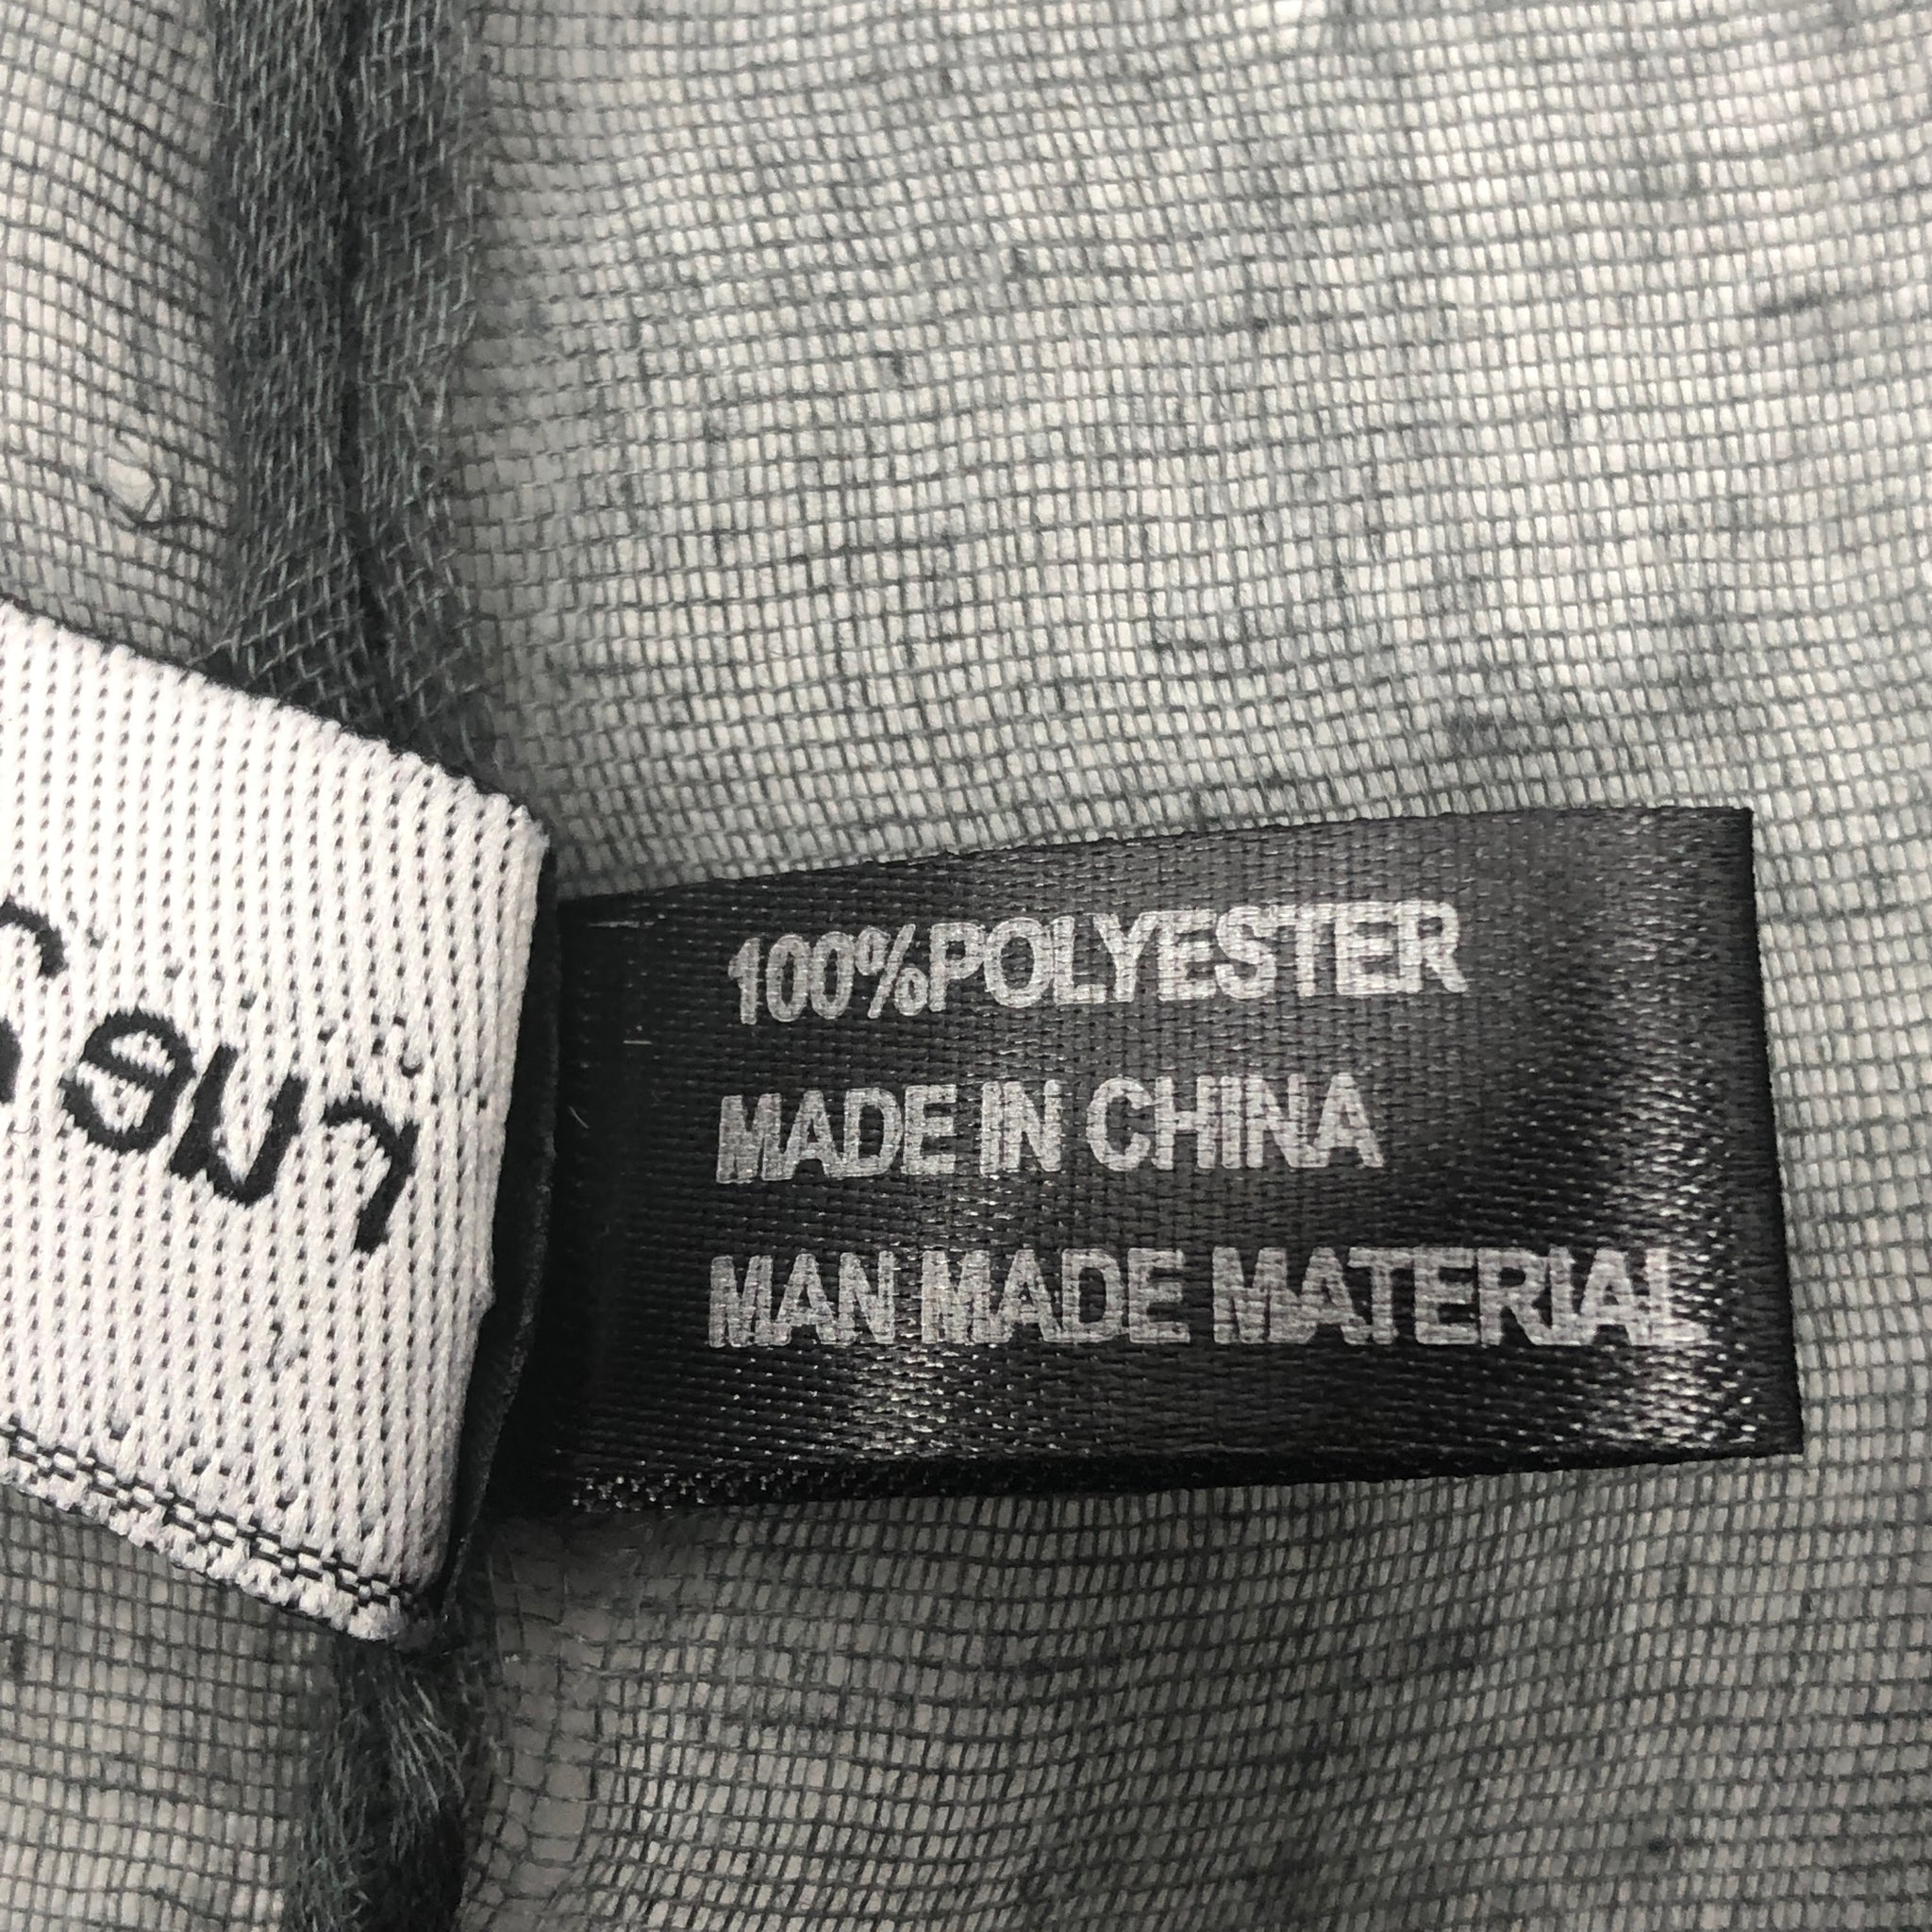 100%POLYESTER
MADE IN CHINA
MAN MADE MATERIAL